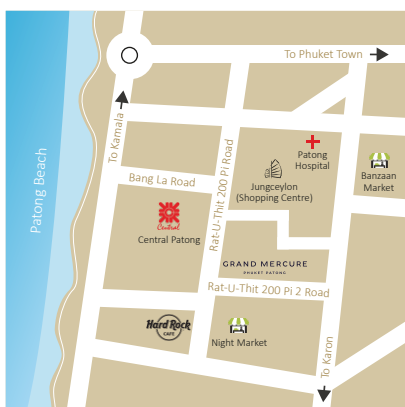 To Phuket Town
To Kamala
Patong
Hospital
Banzaan
Market
Patong Beach
Bang La Road
Rat-U-Thit 200 Pi Road
Jungceylon
(Shopping Centre)
Central
Central Patong
GRAND MERCURE
PHUKET PATONG
Rat-U-Thit 200 Pi 2 Road
Hard Rock
CAFE
Night Market
To Karon